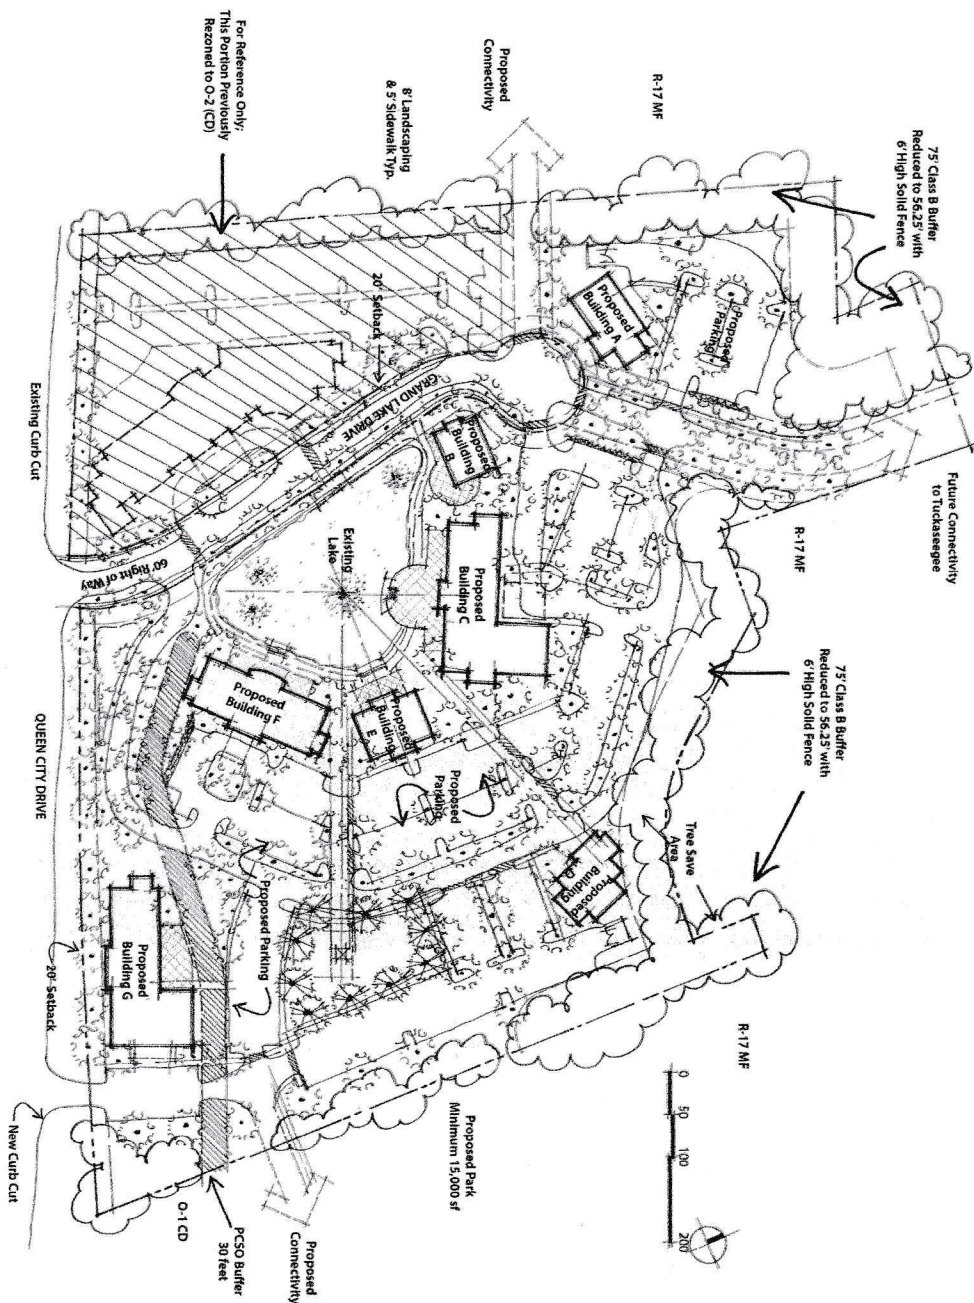 For Reference Only;
This Portion Previously
Rezoned to O-2 (CD)
8' Landscaping
& 5' Sidewalk Typ.
Proposed
Connectivity
R-17 MF
75' Class B Buffer
Reduced to 56.25' with
6' High Solid Fence
Future Connectivity
to Tuckaseegee
R-17 MF
75' Class B Buffer
Reduced to 56.25' with
6' High Solid Fence
Tree Save
Area
R-17 MF
Proposed
Building A
Proposed
Parking
20' Setback
GRAND LAKE DRIVE
Proposed
Building
B
Existing
Lake
Proposed
Building C
Proposed
Building
E
Proposed
Building F
Proposed
Parking
Proposed
Building
D
Existing Curb Cut
60' Right of Way
QUEEN CITY DRIVE
Proposed Parking
Proposed
Building G
20' Setback
New Curb Cut
O-1 CD
PCSO Buffer
30 feet
Proposed
Connectivity
Proposed Park
Minimum 15,000 sf
0 50 100 200